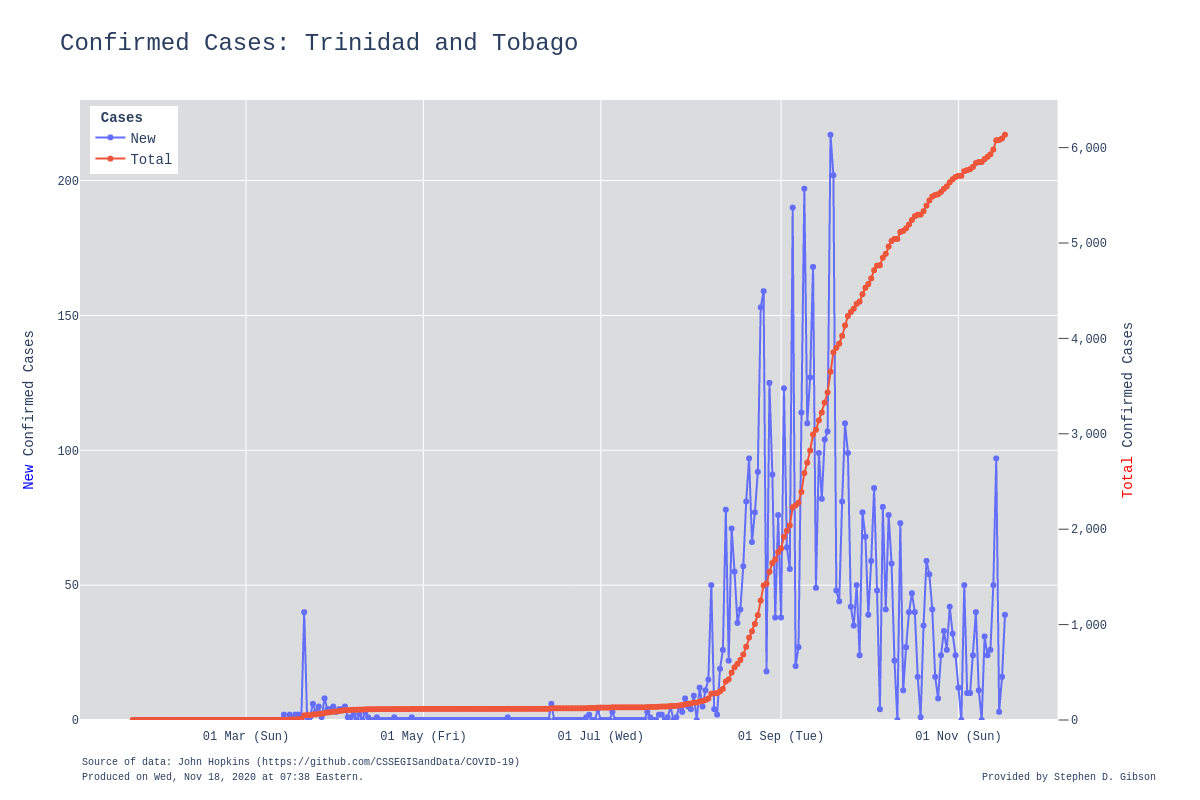 Confirmed Cases: Trinidad and Tobago
Cases
New
Total
200
150
100
50
0
New Confirmed Cases
6,000
5,000
4,000
3,000
2,000
1,000
0
Total Confirmed Cases
01 Mar (Sun)
01 May (Fri)
01 Jul (Wed)
01 Sep (Tue)
01 Nov (Sun)
Source of data: John Hopkins (https://github.com/CSSEGISandData/COVID-19)
Produced on Wed, Nov 18, 2020 at 07:38 Eastern.
Provided by Stephen D. Gibson